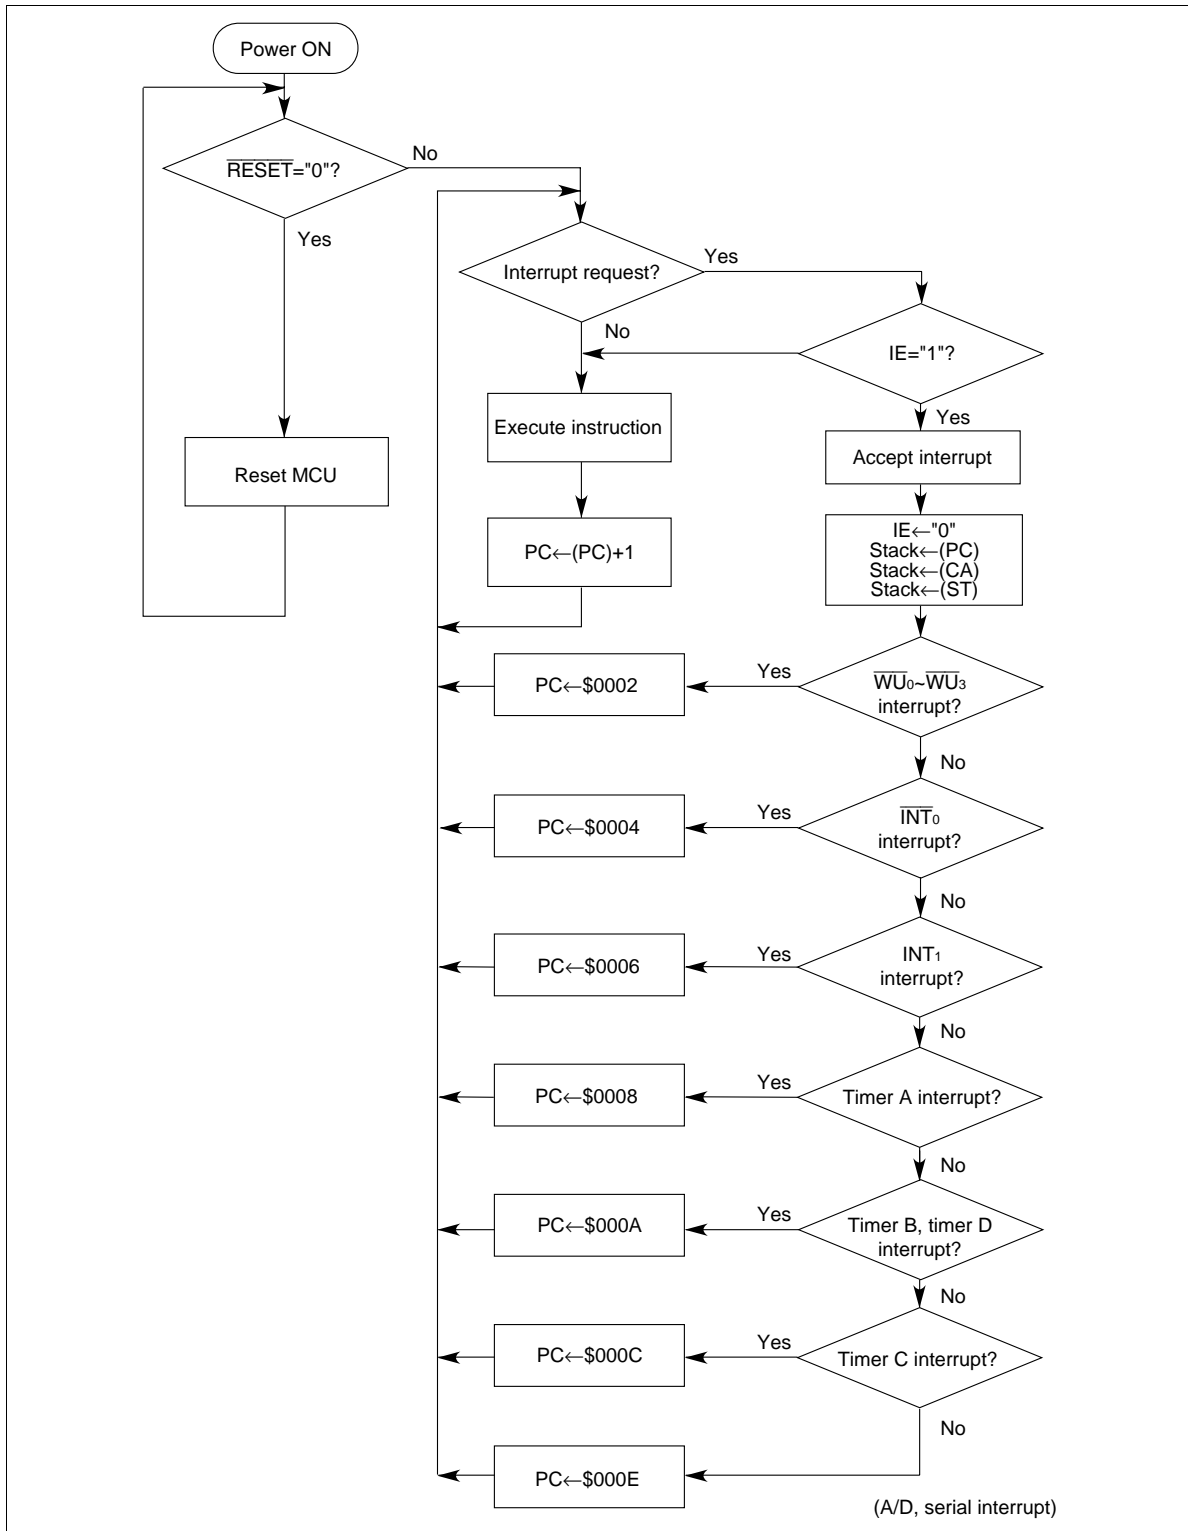 Power ON
RESET="0"?
No
Yes
Reset MCU
Interrupt request?
Yes
No
IE="1"?
Yes
Execute instruction
Accept interrupt
PC←(PC)+1
IE←"0"
Stack←(PC)
Stack←(CA)
Stack←(ST)
PC←$0002
Yes
WU0~WU3
interrupt?
No
PC←$0004
Yes
INT0
interrupt?
No
PC←$0006
Yes
INT1
interrupt?
No
PC←$0008
Yes
Timer A interrupt?
No
PC←$000A
Yes
Timer B, timer D
interrupt?
No
PC←$000C
Yes
Timer C interrupt?
No
PC←$000E
(A/D, serial interrupt)